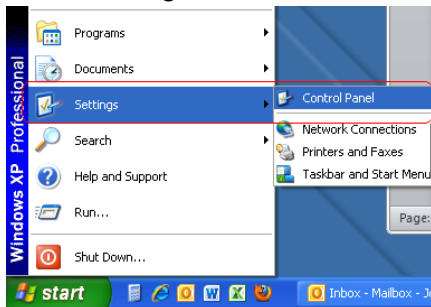 Programs
Documents
Settings
Search
Help and Support
Run...
Shut Down...
Windows XP Professional
Control Panel
Network Connections
Printers and Faxes
Taskbar and Start Menu
Page:
start
Inbox - Mailbox - J